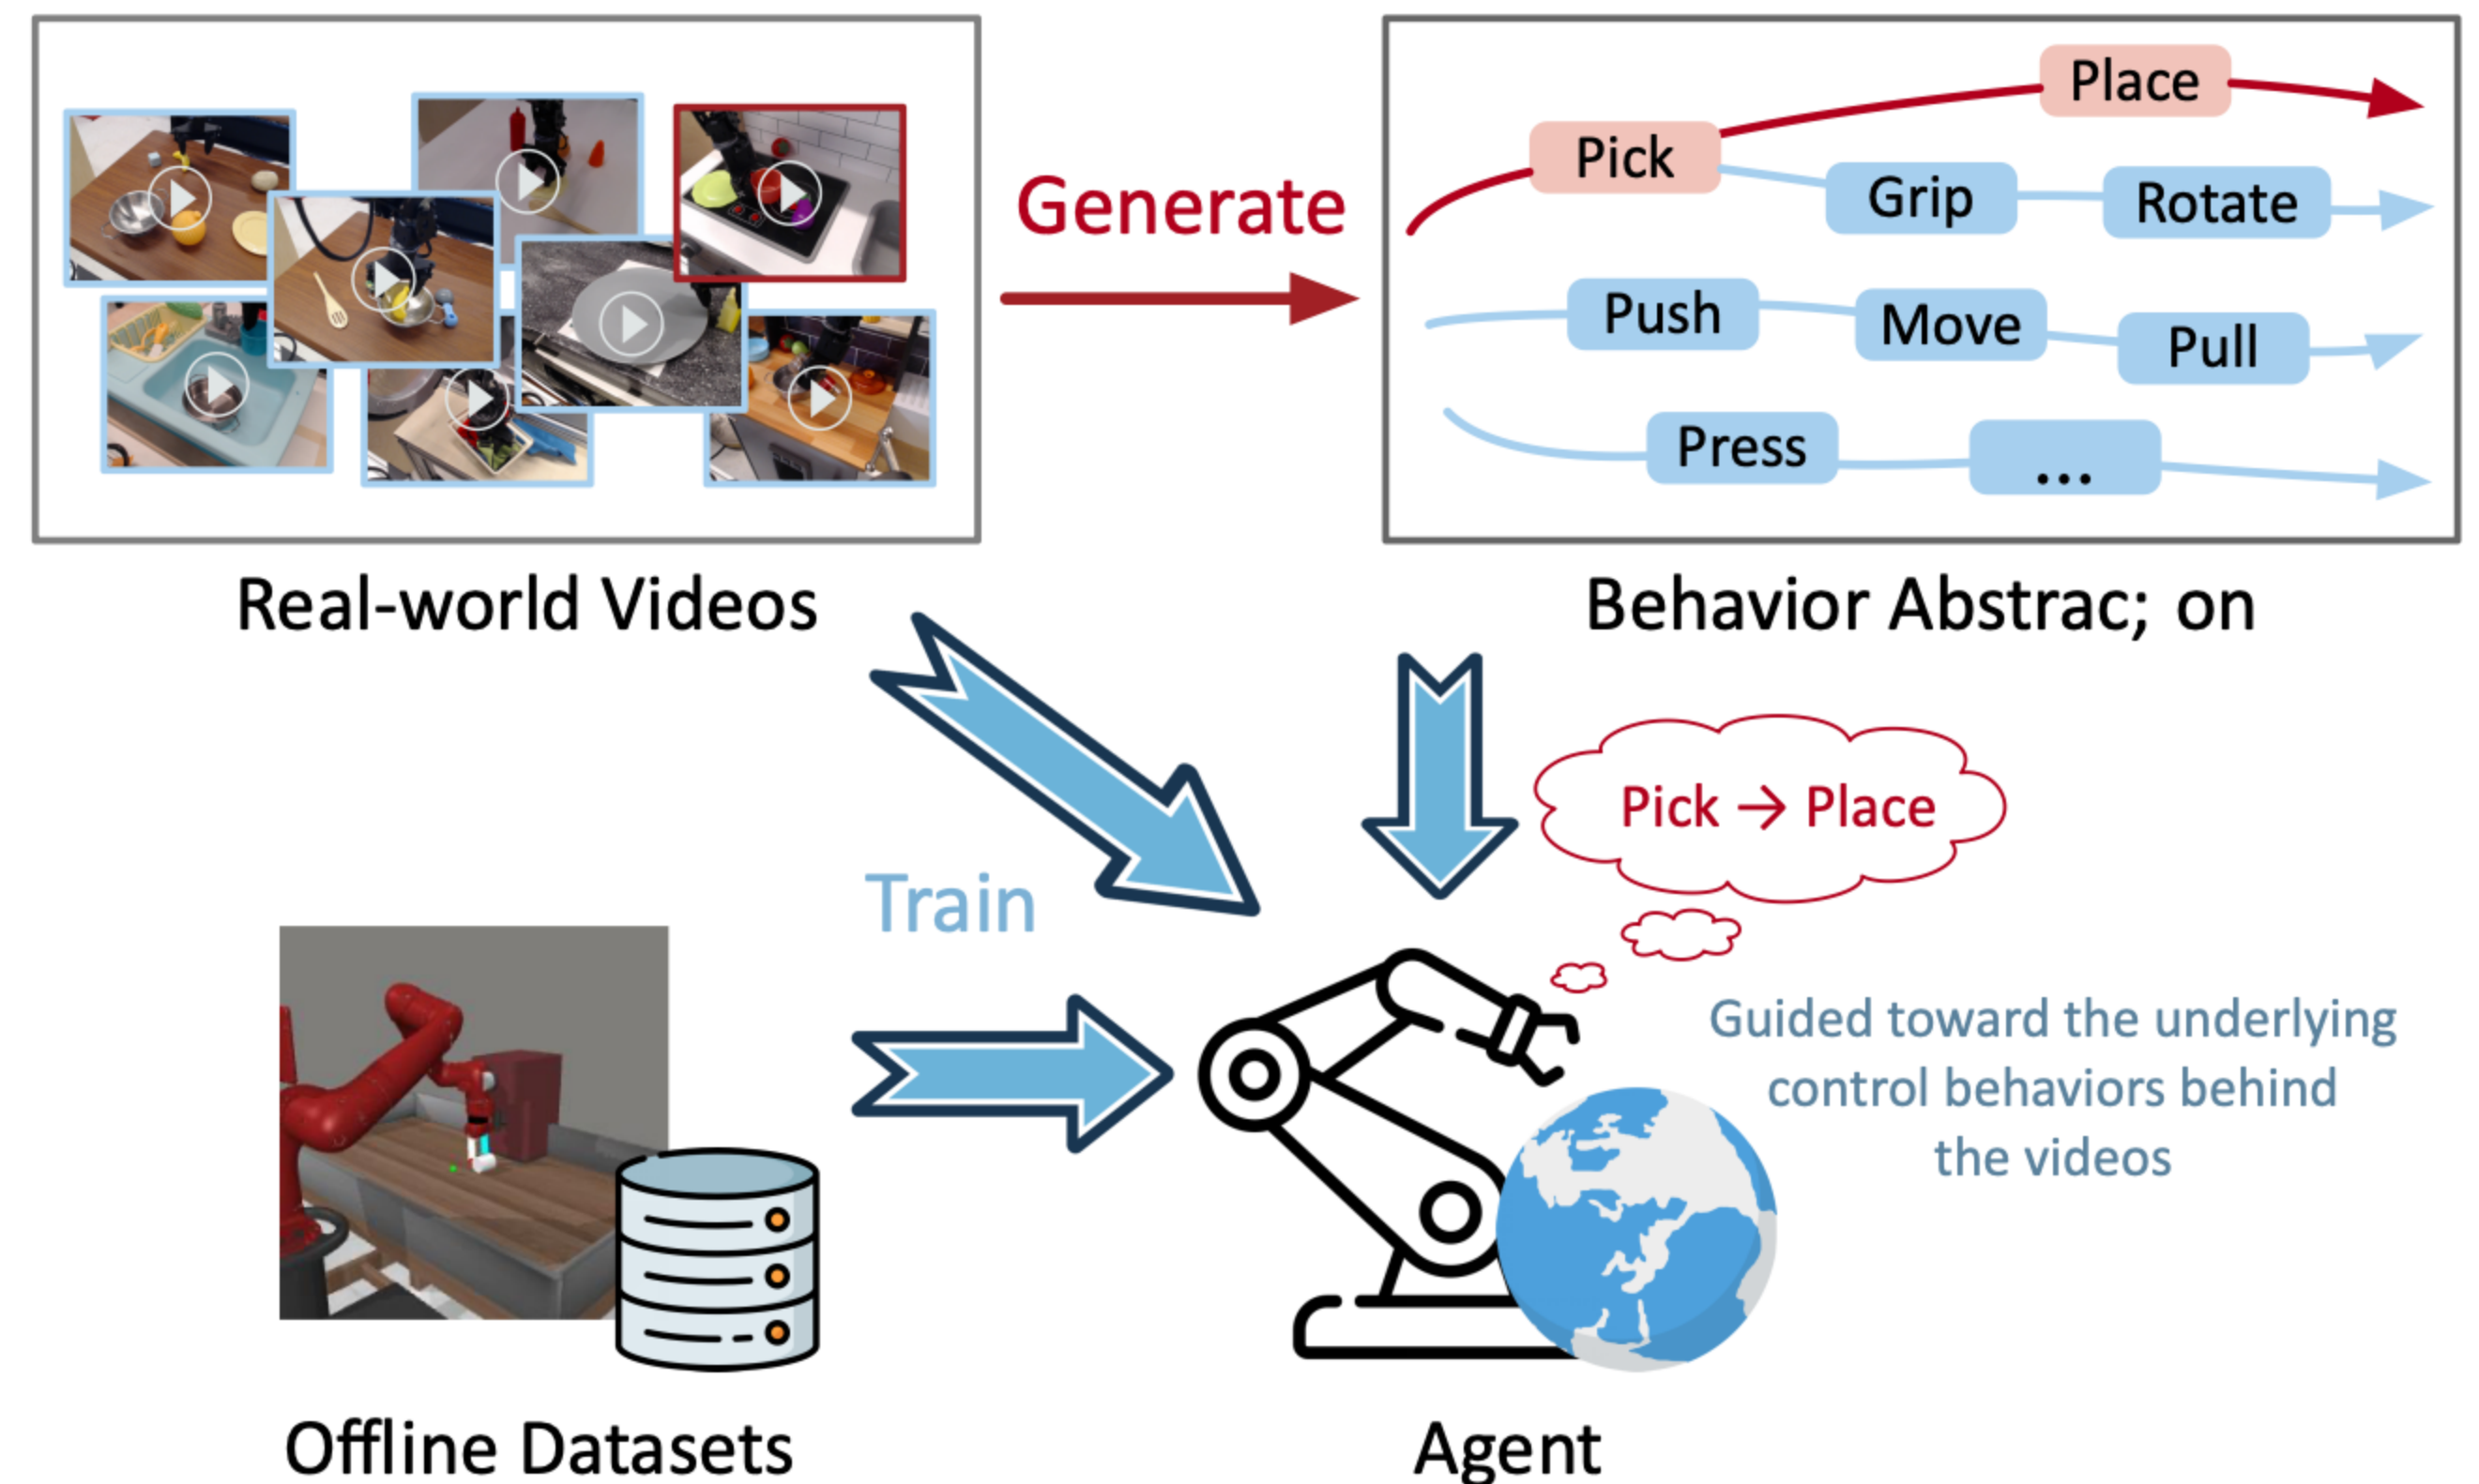 Generate
Place
Pick
Grip
Rotate
Push
Move
Pull
Press
...
Real-world Videos
Behavior Abstrac; on
Pick → Place
Train
Guided toward the underlying
control behaviors behind
the videos
Offline Datasets
Agent